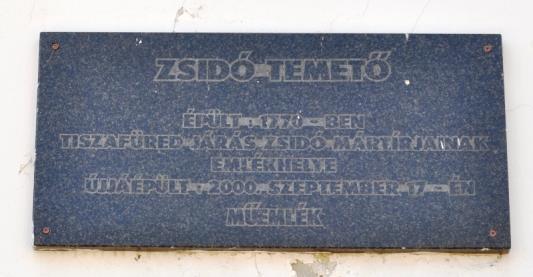 ZSIDÓ TEMETŐ
ÉPÜLT : 1770 - BEN
TISZAFÜRED JÁRÁS ZSIDÓ MÁRTÍRJAINAK
EMLÉKHELYE
ÚJJÁÉPÜLT : 2000. SZEPTEMBER 17 - ÉN
MŰEMLÉK